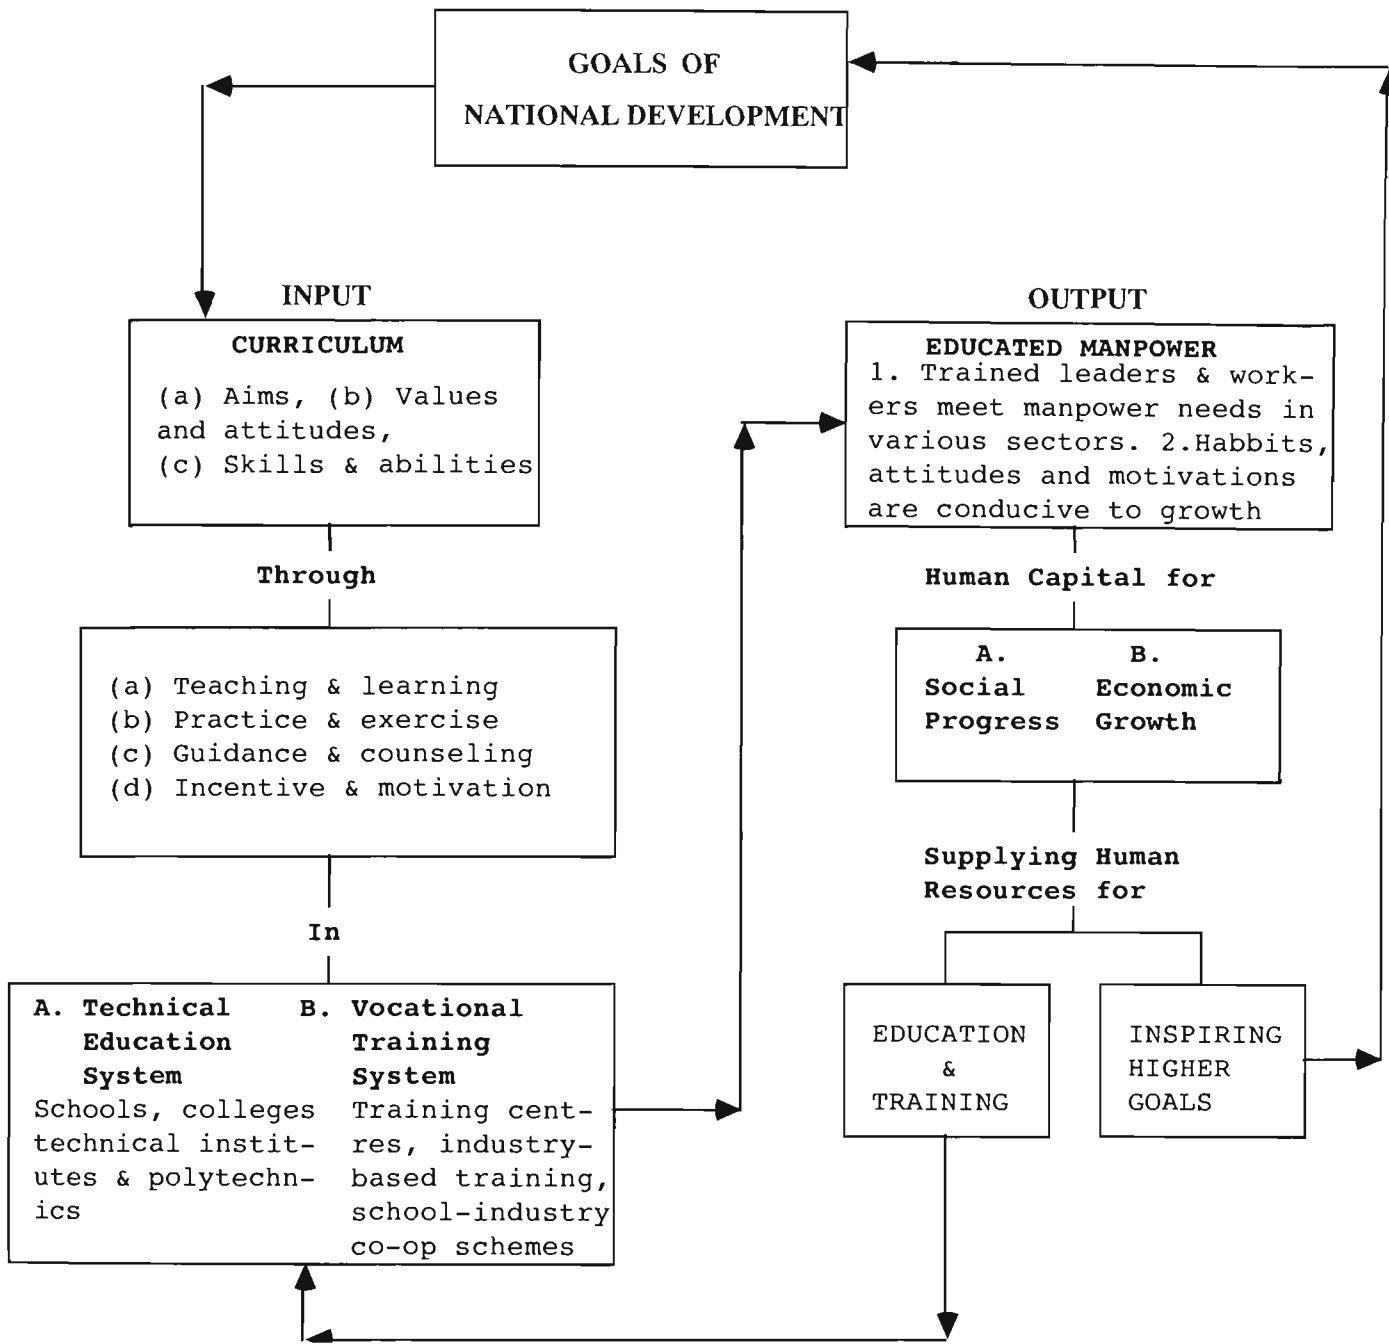 GOALS OF
NATIONAL DEVELOPMENT
INPUT
CURRICULUM
(a) Aims, (b) Values
and attitudes,
(c) Skills & abilities
Through
(a) Teaching & learning
(b) Practice & exercise
(c) Guidance & counseling
(d) Incentive & motivation
In
A. Technical
Education
System
Schools, colleges
technical instit-
utes & polytechn-
ics
B. Vocational
Training
System
Training cent-
res, industry-
based training,
school-industry
co-op schemes
OUTPUT
EDUCATED MANPOWER
1. Trained leaders & work-
ers meet manpower needs in
various sectors. 2.Habbits,
attitudes and motivations
are conducive to growth
Human Capital for
A.
Social
Progress
B.
Economic
Growth
Supplying Human
Resources for
EDUCATION
&
TRAINING
INSPIRING
HIGHER
GOALS